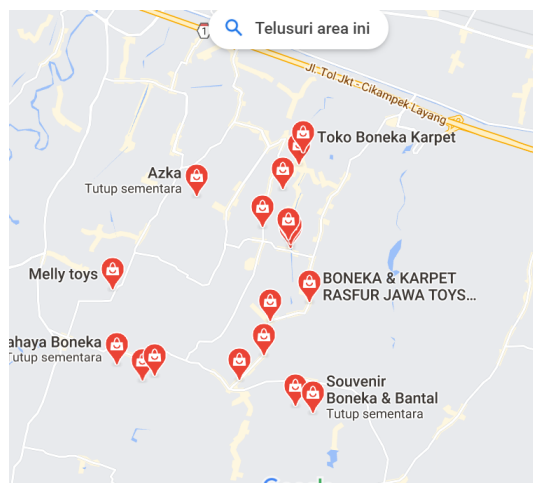 Telusuri area ini
1
Jl. Tol Jkt - Cikampek Layang
Toko Boneka Karpet
Azka
Tutup sementara
Melly toys
BONEKA & KARPET
RASFUR JAWA TOYS...
ahaya Boneka
Tutup sementara
Souvenir
Boneka & Bantal
Tutup sementara